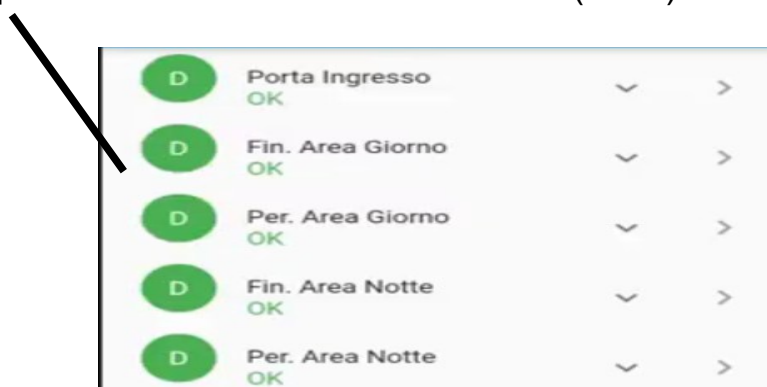 D
Porta Ingresso
OK
D
Fin. Area Giorno
OK
D
Per. Area Giorno
OK
D
Fin. Area Notte
OK
D
Per. Area Notte
OK